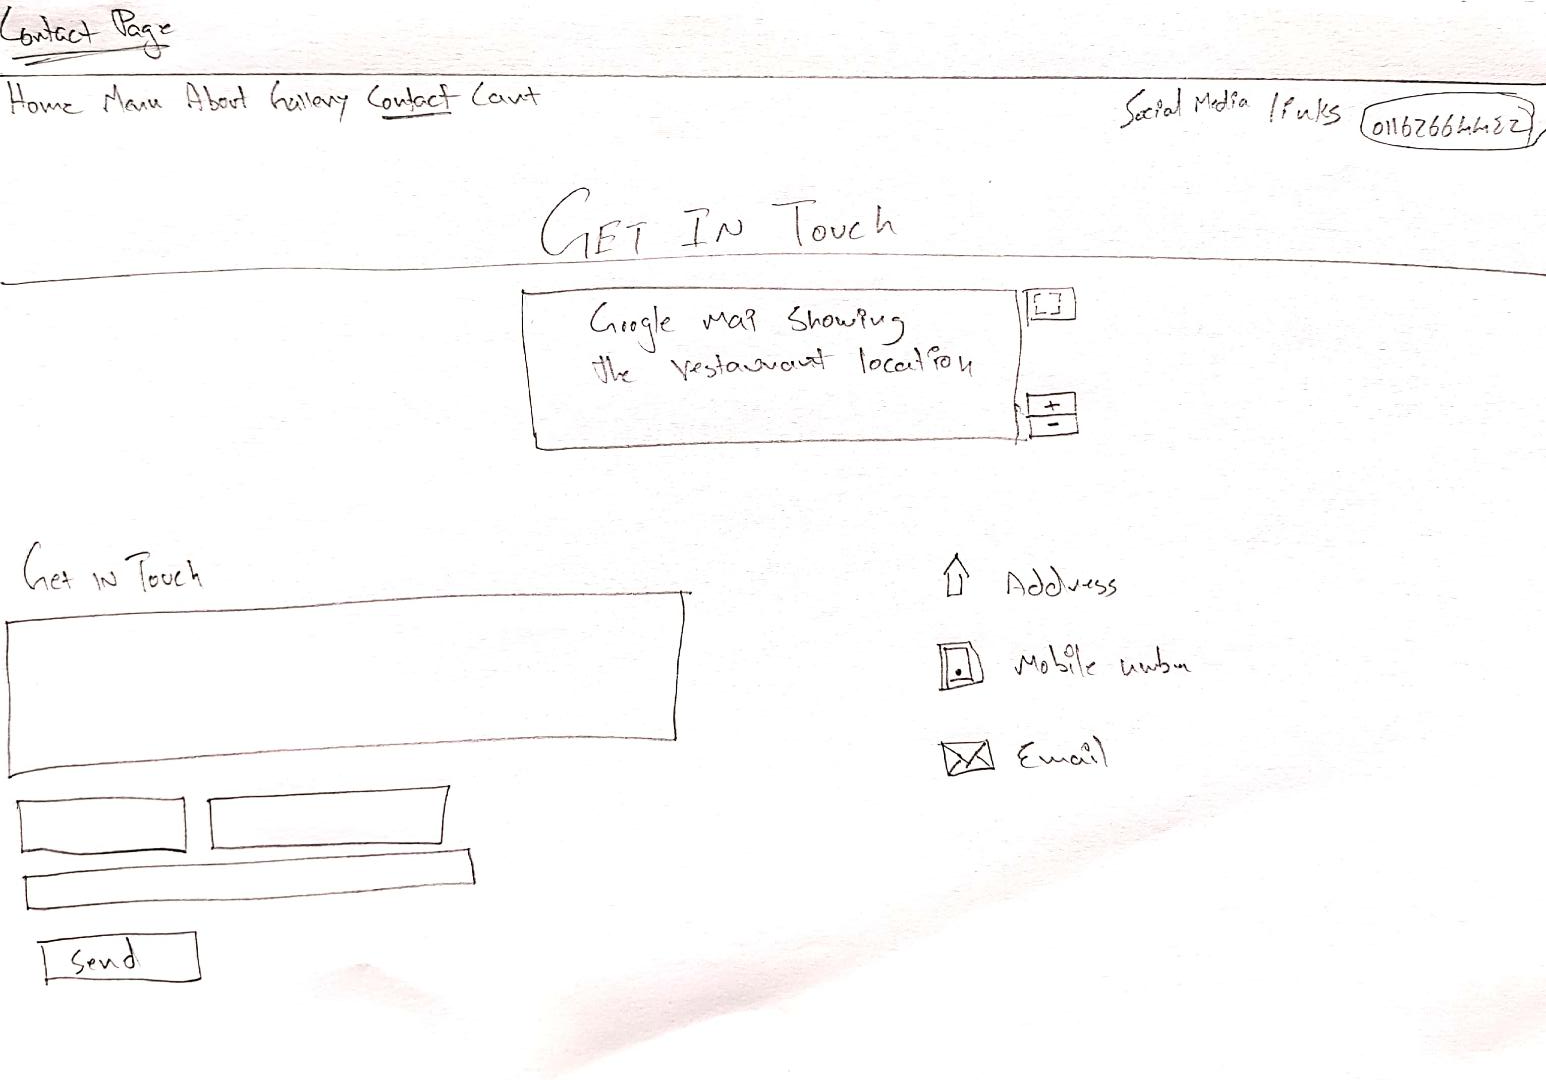 Contact Page
Home Menu About Gallery Contact Cart
Social Media links 01162664422
GET IN Touch
Google Map Showing
the restaurant location
+
-
Get IN Touch
Address
Mobile
Email
Send